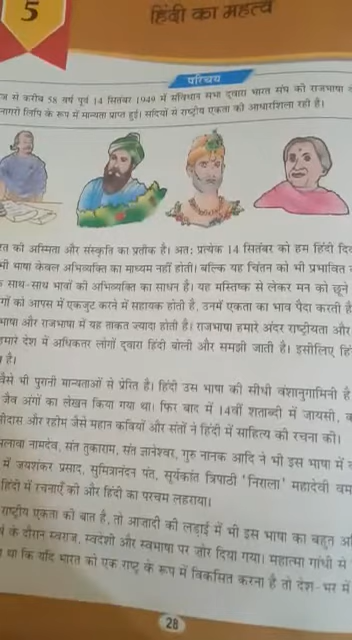 5
हिंदी का महत्व
परिचय
ज से करीब 58 वर्ष पूर्व 14 सितंबर 1949 में संविधान सभा द्वारा भारत संघ की राजभाषा
नागरी लिपि के रूप में मान्यता प्राप्त हुई। सदियों से राष्ट्रीय एकता की आधारशिला रही है।
रत की अस्मिता और संस्कृति का प्रतीक है। अतः प्रत्येक 14 सितंबर को हम हिंदी दि
भी भाषा केवल अभिव्यक्ति का माध्यम नहीं होती। बल्कि यह चिंतन को भी प्रभावित
साथ-साथ भावों को अभिव्यक्ति का साधन है। यह मस्तिष्क से लेकर मन को छूने
गों को आपस में एकजुट करने में सहायक होती है, उनमें एकता का भाव पैदा करती है
भाषा और राजभाषा में यह ताकत ज्यादा होती है। राजभाषा हमारे अंदर राष्ट्रीयता और
हमारे देश में अधिकतर लोगों द्वारा हिंदी बोली और समझी जाती है। इसीलिए हिं
है।
वैसे भी पुरानी मान्यताओं से प्रेरित है। हिंदी उस भाषा की सीधी वंशानुगामिनी है
जैव अंगों का लेखन किया गया था। फिर बाद में 14वीं शताब्दी में जायसी,
सीदास और रहीम जैसे महान कवियों और संतों ने हिंदी में साहित्य की रचना की।
अलावा नामदेव, संत तुकाराम, संत ज्ञानेश्वर, गुरु नानक आदि ने भी इस भाषा में
में जयशंकर प्रसाद, सुमित्रानंदन पंत, सूर्यकांत त्रिपाठी 'निराला' महादेवी वम
हिंदी में रचनाएँ की और हिंदी का परचम लहराया।
राष्ट्रीय एकता की बात है, तो आजादी की लड़ाई में भी इस भाषा का बहुत अ
के दौरान स्वराज, स्वदेशी और स्वभाषा पर जोर दिया गया। महात्मा गांधी से
था कि यदि भारत को एक राष्ट्र के रूप में विकसित करना है तो देश-भर में
28